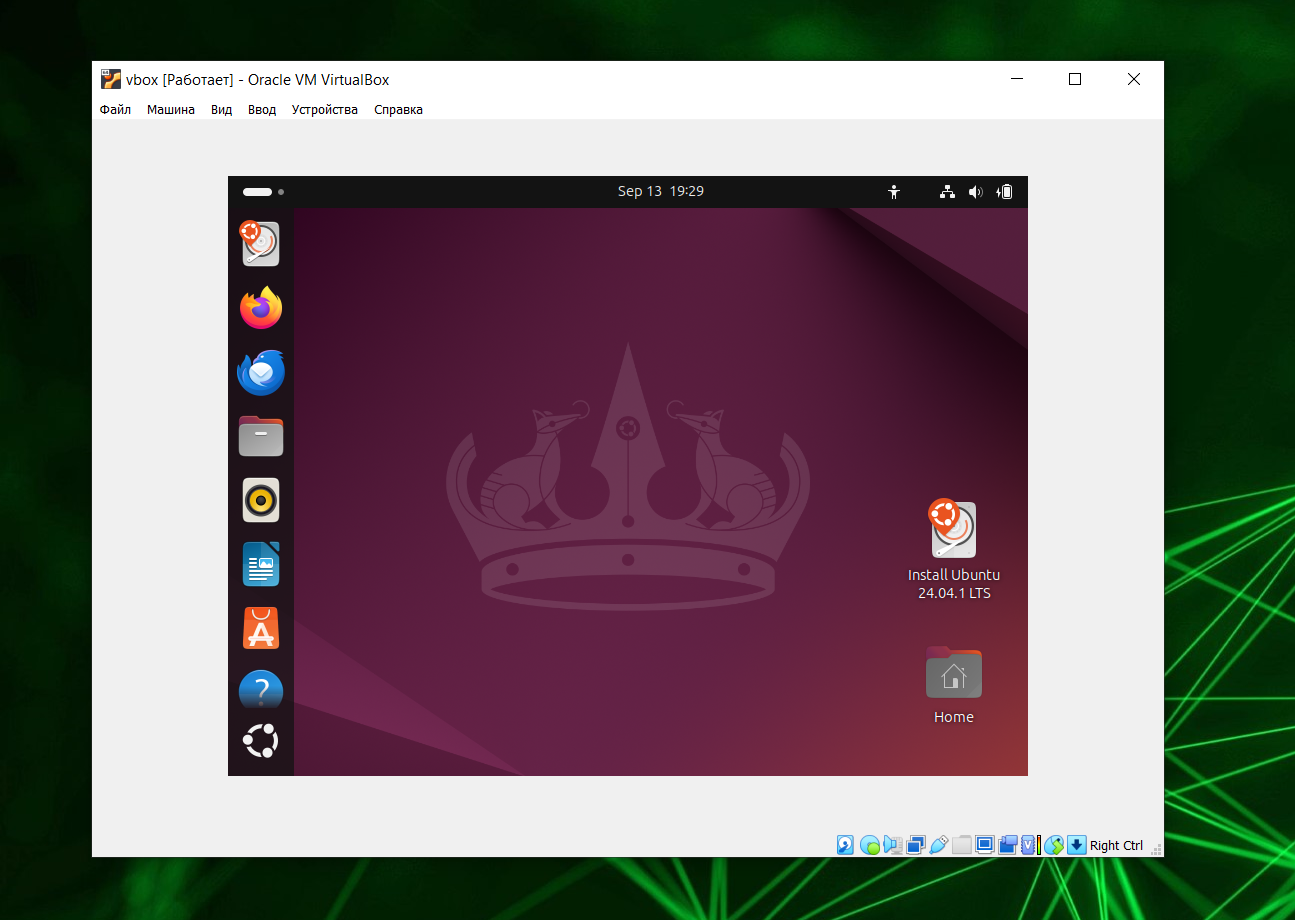 vbox [Работает] - Oracle VM VirtualBox
Файл Машина Вид Ввод Устройства Справка
Sep 13 19:29
Install Ubuntu
24.04.1 LTS
Home
Right Ctrl